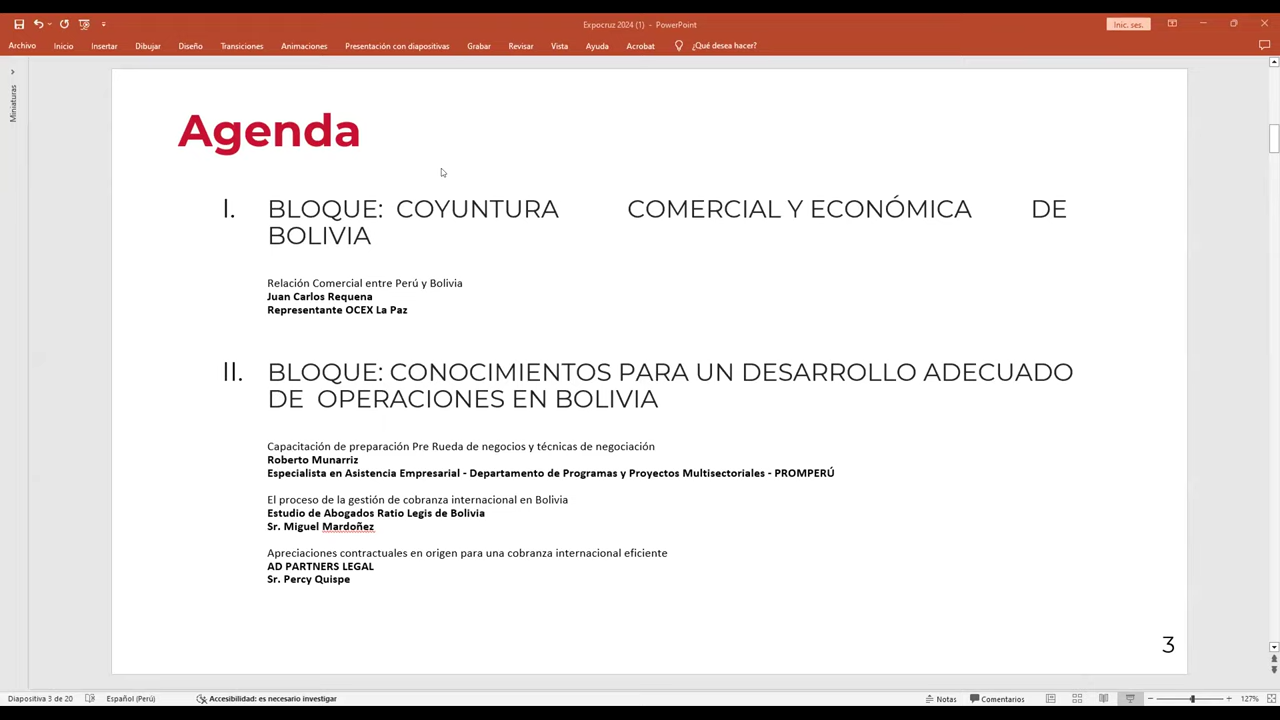 Expocruz 2024 (1) - PowerPoint
Inic. ses.
Archivo Inicio Insertar Dibujar Diseño Transiciones Animaciones Presentación con diapositivas Grabar Revisar Vista Ayuda Acrobat ¿Qué desea hacer?
Miniaturas
Agenda
I. BLOQUE: COYUNTURA COMERCIAL Y ECONÓMICA DE
BOLIVIA
Relación Comercial entre Perú y Bolivia
Juan Carlos Requena
Representante OCEX La Paz
II. BLOQUE: CONOCIMIENTOS PARA UN DESARROLLO ADECUADO
DE OPERACIONES EN BOLIVIA
Capacitación de preparación Pre Rueda de negocios y técnicas de negociación
Roberto Munarriz
Especialista en Asistencia Empresarial - Departamento de Programas y Proyectos Multisectoriales - PROMPERÚ
El proceso de la gestión de cobranza internacional en Bolivia
Estudio de Abogados Ratio Legis de Bolivia
Sr. Miguel Mardoñez
Apreciaciones contractuales en origen para una cobranza internacional eficiente
AD PARTNERS LEGAL
Sr. Percy Quispe
3
Diapositiva 3 de 20 Español (Perú) Accesibilidad: es necesario investigar Notas Comentarios 127%